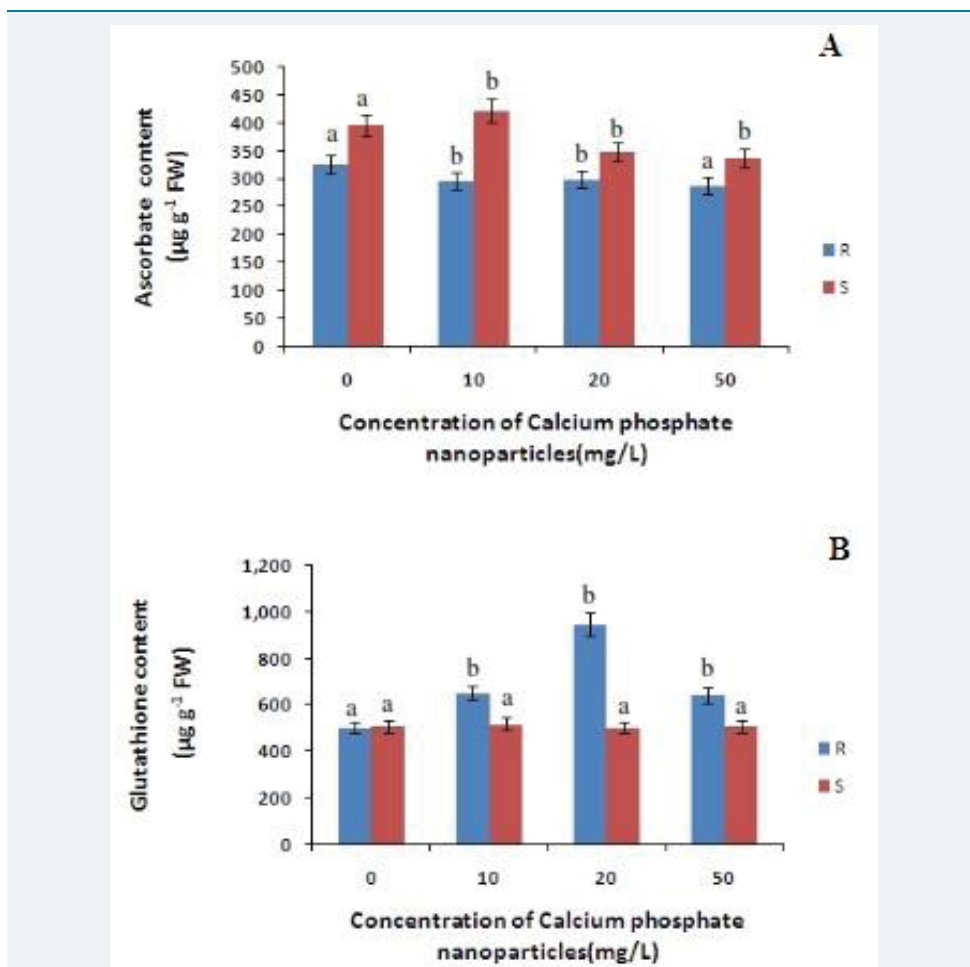 A
500
450
400
350
300
250
200
150
100
50
0
Ascorbate content
(µg g-1 FW)
a a b b b b a b
R
S
0 10 20 50
Concentration of Calcium phosphate
nanoparticles(mg/L)
B
1,200
1,000
800
600
400
200
0
Glutathione content
(µg g-1 FW)
a a b a b a b a
R
S
0 10 20 50
Concentration of Calcium phosphate
nanoparticles(mg/L)